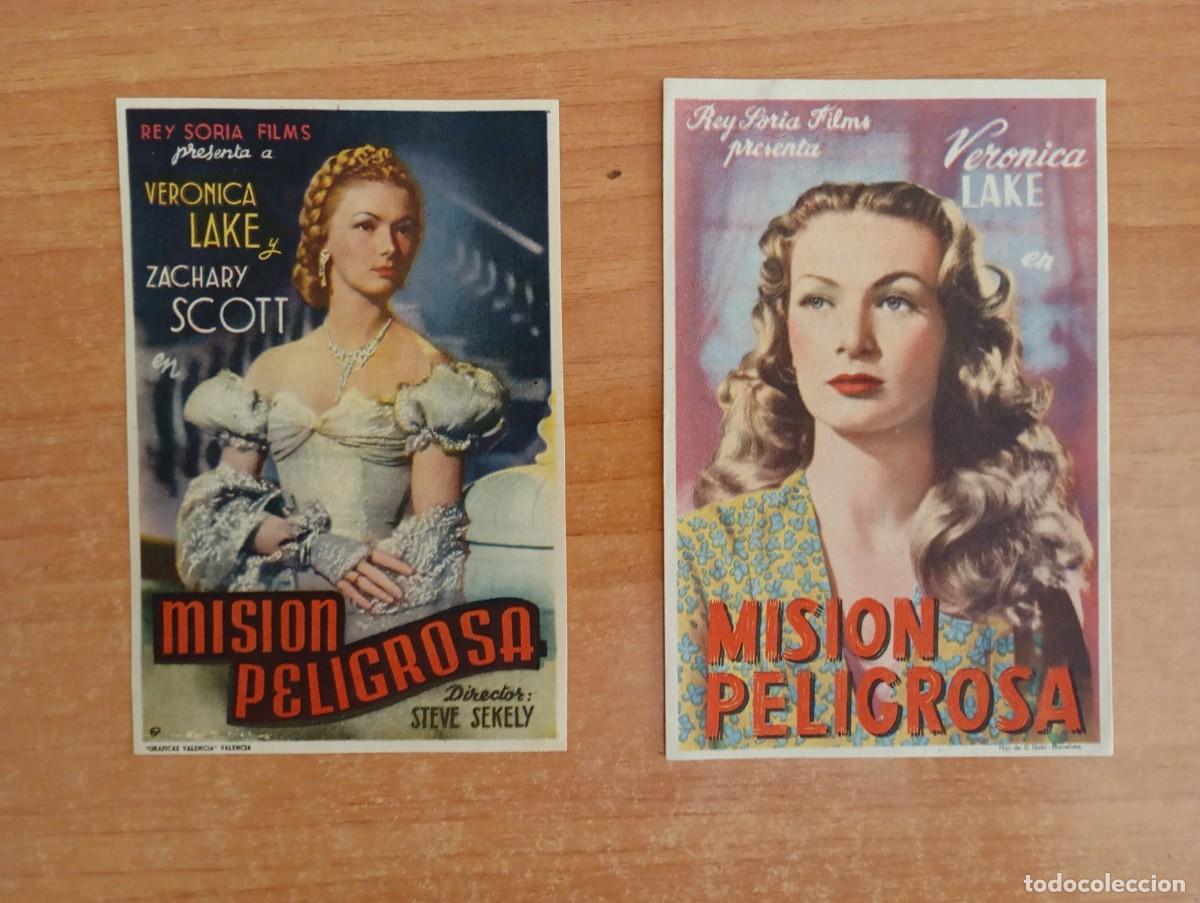 REY SORIA FILMS
presenta a
VERONICA
LAKE y
ZACHARY
SCOTT
en
MISION
PELIGROSA
Director:
STEVE SEKELY
"GRAFICAS VALENCIA" VALENCIA
Rey Soria Films
presenta
Veronica
LAKE
en
MISION
PELIGROSA
Barcelona
todocoleccion